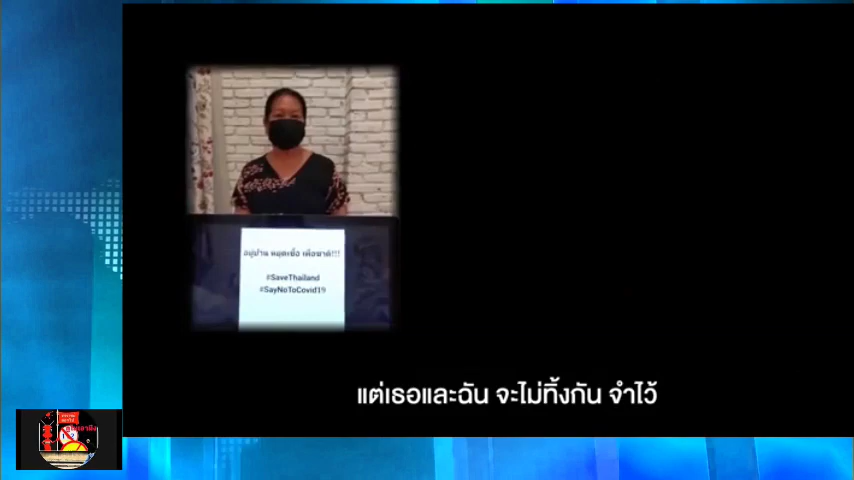 อยู่บ้าน หยุดเชื้อ เพื่อชาติ!!!
#SaveThailand
#SayNoToCovid19
แต่เธอและฉัน จะไม่ทิ้งกัน จำไว้